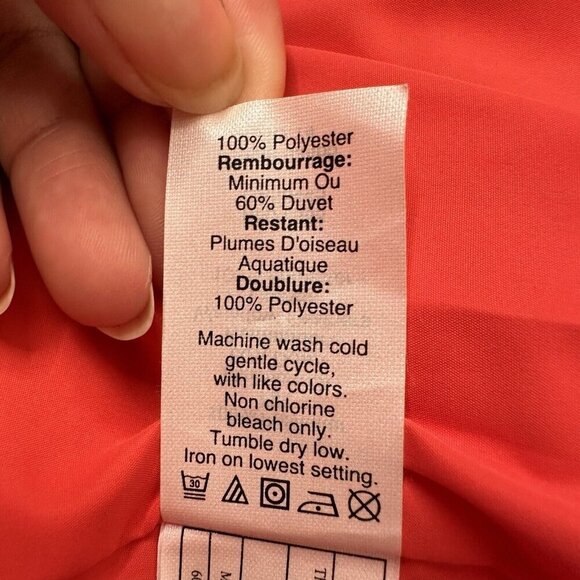 100% Polyester
Rembourrage:
Minimum Ou
60% Duvet
Restant:
Plumes D'oiseau
Aquatique
Doublure:
100% Polyester
Machine wash cold
gentle cycle,
with like colors.
Non chlorine
bleach only.
Tumble dry low.
Iron on lowest setting.
30